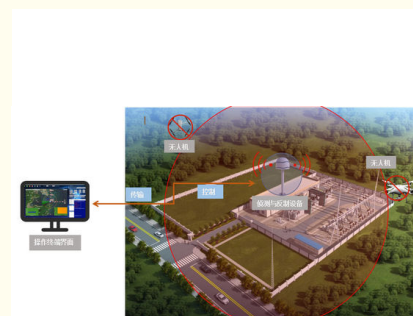 无人机
无人机
传输
控制
侦测与反制设备
操作终端界面